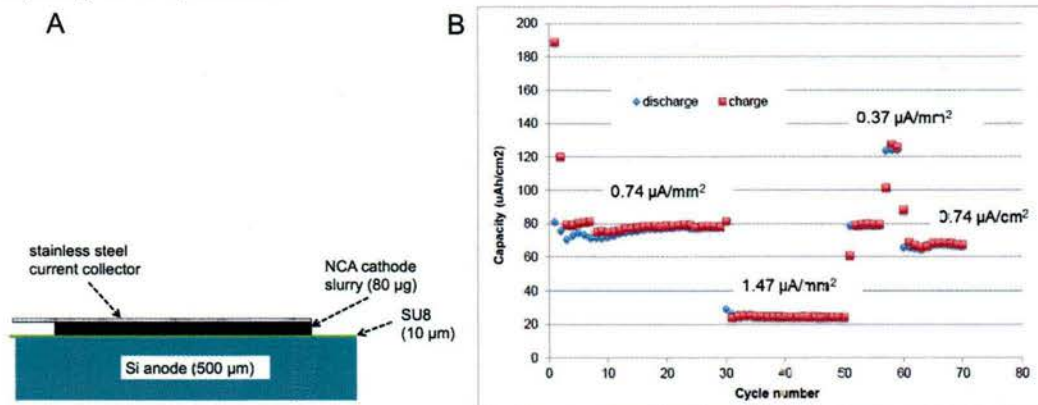 A
stainless steel
current collector
NCA cathode
slurry (80 µg)
SU8
(10 µm)
Si anode (500 µm)
B
200
180
160
140
120
100
80
60
40
20
0
Capacity (uAh/cm2)
discharge
charge
0.74 µA/mm²
1.47 µA/mm²
0.37 µA/mm²
0.74 µA/cm²
0
10
20
30
40
50
60
70
80
Cycle number